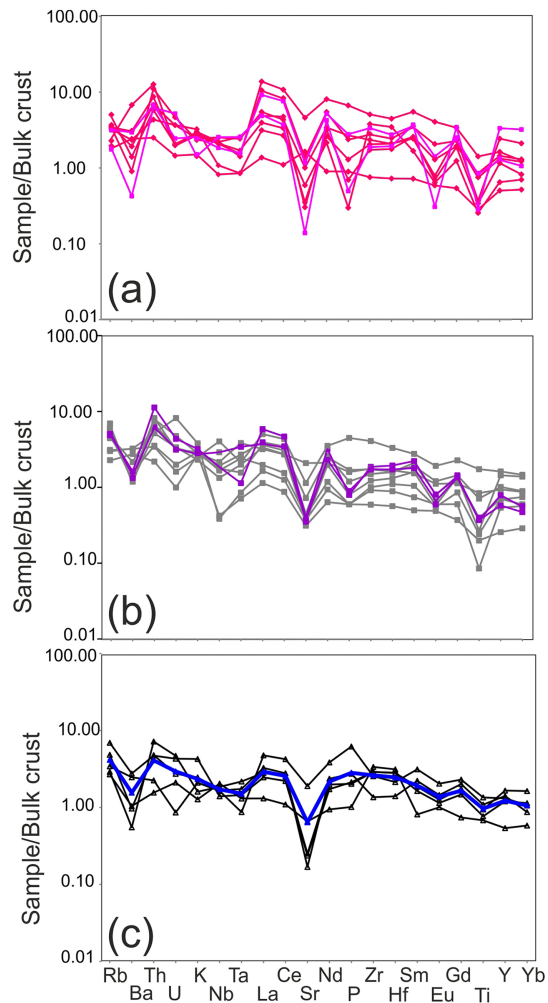 100.00
10.00
1.00
0.10
0.01
Sample/Bulk crust
(a)
100.00
10.00
1.00
0.10
0.01
Sample/Bulk crust
(b)
100.00
10.00
1.00
0.10
0.01
Sample/Bulk crust
(c)
Rb Th K Ta Ce Nd Zr Sm Gd Y Yb
Ba U Nb La Sr P Hf Eu Ti